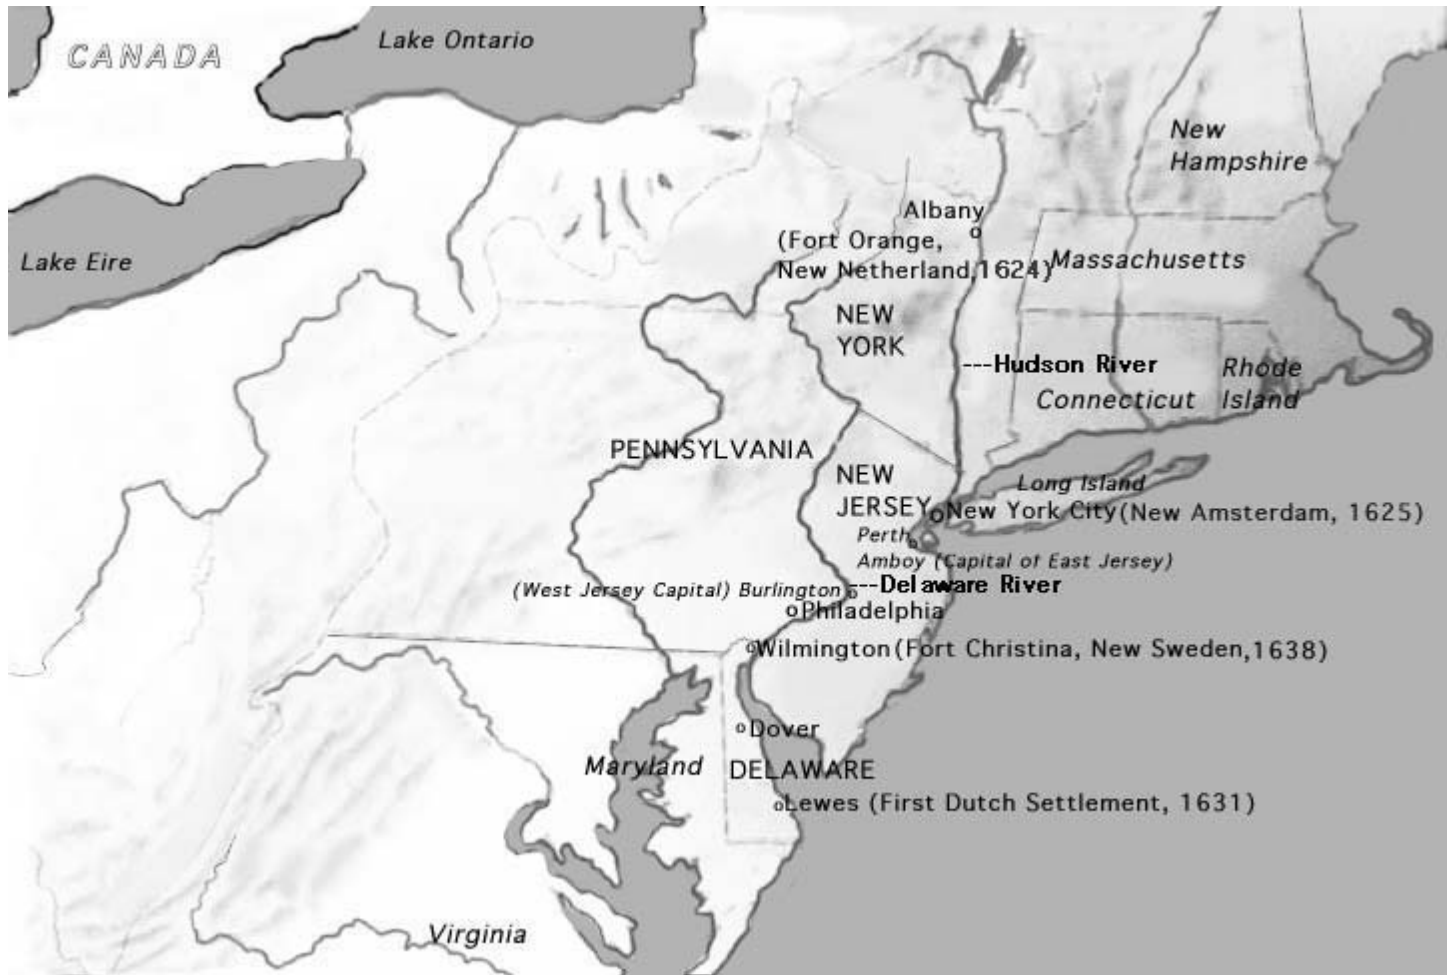 Lake Ontario
CANADA
New
Hampshire
Albany
(Fort Orange,
New Netherland,1624)
Massachusetts
Lake Eire
NEW
YORK
---Hudson River
Rhode
Island
Connecticut
PENNSYLVANIA
NEW
JERSEY
Long Island
New York City(New Amsterdam, 1625)
Perth
Amboy (Capital of East Jersey)
(West Jersey Capital) Burlington
---Delaware River
Philadelphia
Wilmington(Fort Christina, New Sweden,1638)
Dover
Maryland
DELAWARE
Lewes (First Dutch Settlement, 1631)
Virginia